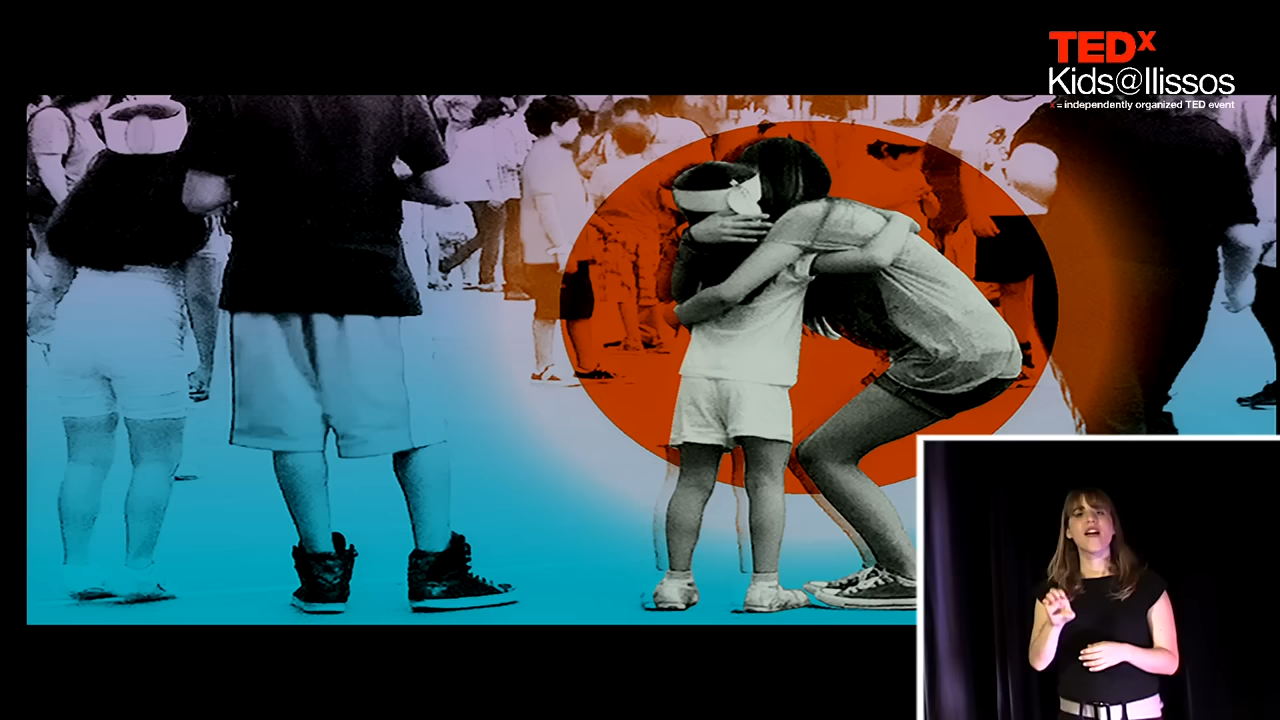 TEDx
Kids@Ilissos
x = independently organized TED event